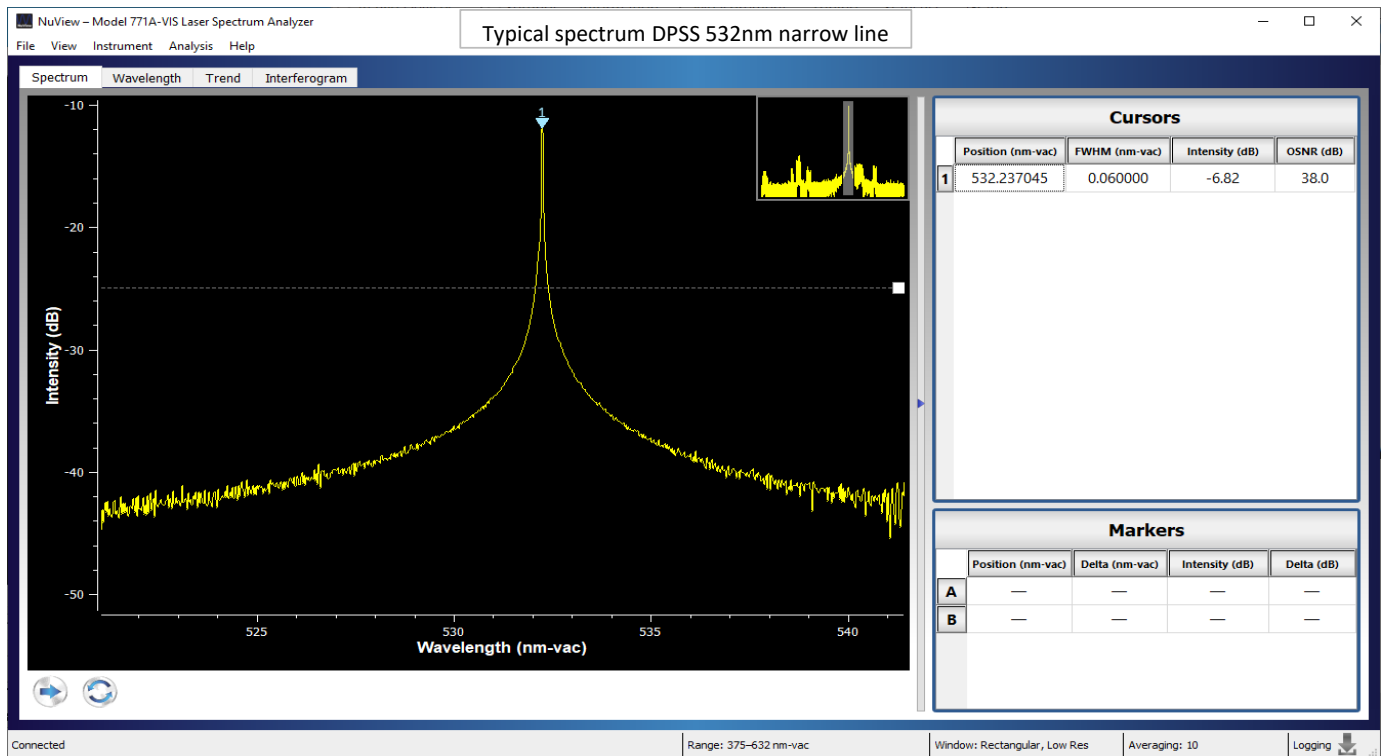 NuView – Model 771A-VIS Laser Spectrum Analyzer
Typical spectrum DPSS 532nm narrow line
File View Instrument Analysis Help
Spectrum Wavelength Trend Interferogram
-10
-20
-30
-40
-50
Intensity (dB)
1
525 530 535 540
Wavelength (nm-vac)
Cursors
Position (nm-vac) FWHM (nm-vac) Intensity (dB) OSNR (dB)
1 532.237045 0.060000 -6.82 38.0
Markers
Position (nm-vac) Delta (nm-vac) Intensity (dB) Delta (dB)
A — — — —
B — — — —
Connected Range: 375–632 nm-vac Window: Rectangular, Low Res Averaging: 10 Logging